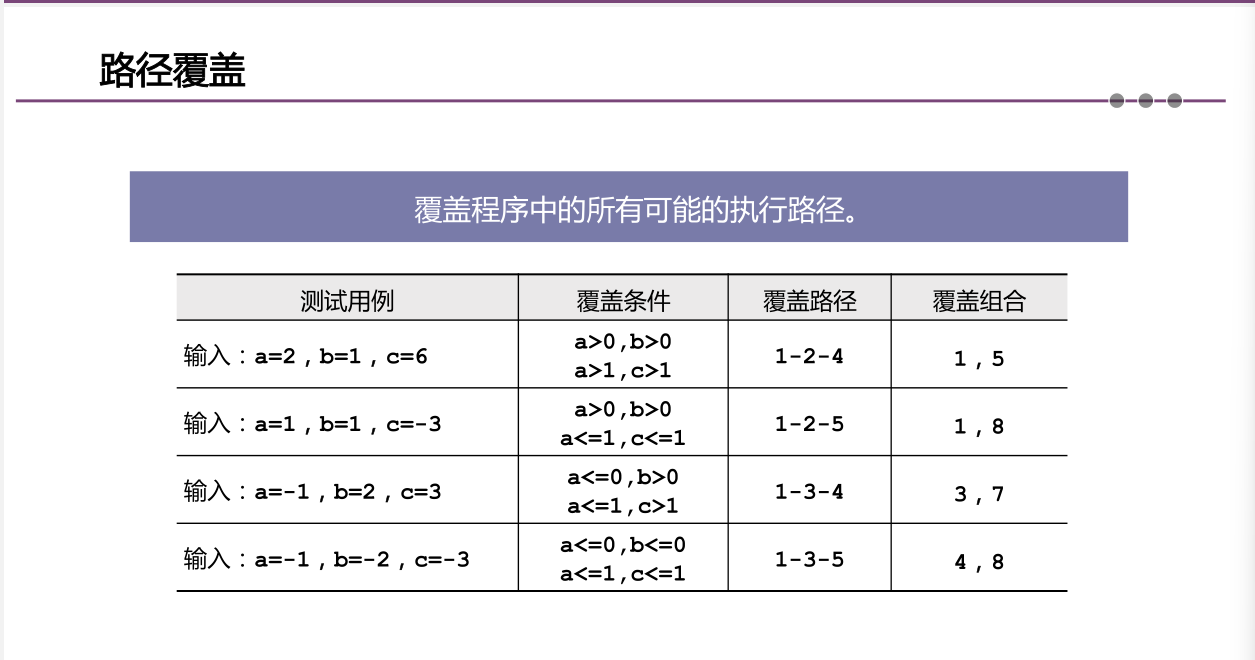 路径覆盖
覆盖程序中的所有可能的执行路径。
测试用例 覆盖条件 覆盖路径 覆盖组合
输入：a=2，b=1，c=6 a>0,b>0 a>1,c>1 1-2-4 1，5
输入：a=1，b=1，c=-3 a>0,b>0 a<=1,c<=1 1-2-5 1，8
输入：a=-1，b=2，c=3 a<=0,b>0 a<=1,c>1 1-3-4 3，7
输入：a=-1，b=-2，c=-3 a<=0,b<=0 a<=1,c<=1 1-3-5 4，8